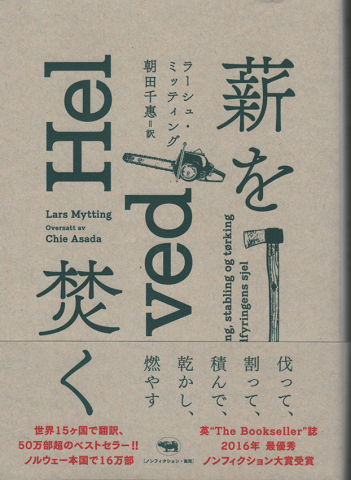 薪を焚く
ラーシュ・
ミッティング
朝田千惠=訳
Hel
ved
Lars Mytting
Oversatt av
Chie Asada
ng, stabling og tørking
dfyringens sjel
伐って、
割って、
積んで、
乾かし、
燃やす
世界15ヶ国で翻訳、
50万部超のベストセラー!!
ノルウェー本国で16万部
英“The Bookseller”誌
2016年 最優秀
ノンフィクション大賞受賞